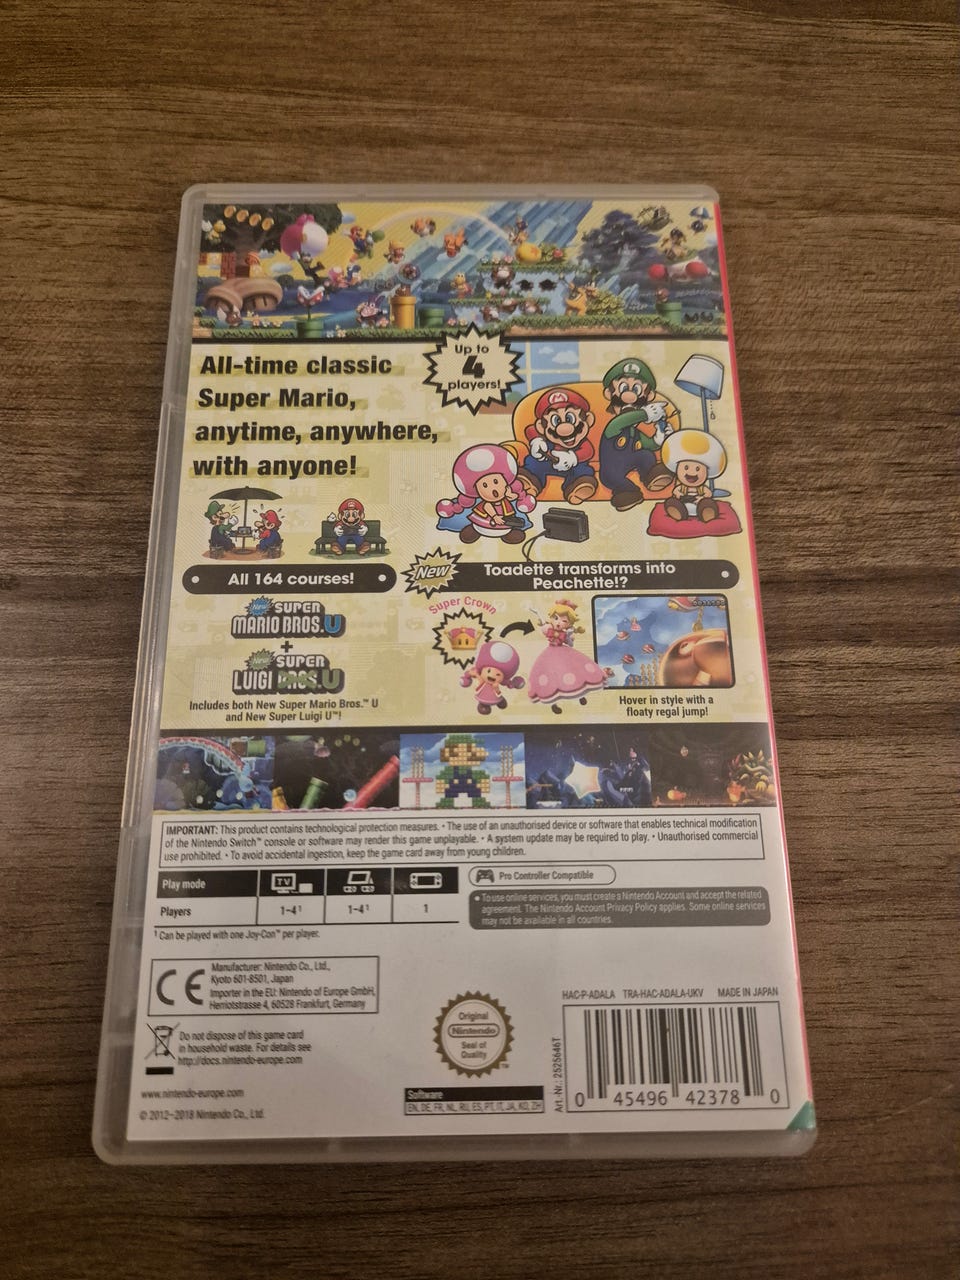 All-time classic
Super Mario,
anytime, anywhere,
with anyone!
Up to
4
players!
All 164 courses!
New
Toadette transforms into
Peachette!?
New SUPER
MARIO BROS.U
+
New SUPER
LUIGI BROS.U
Includes both New Super Mario Bros.™ U
and New Super Luigi U™!
Super Crown
Hover in style with a
floaty regal jump!
IMPORTANT: This product contains technological protection measures. • The use of an unauthorised device or software that enables technical modification
of the Nintendo Switch™ console or software may render this game unplayable. • A system update may be required to play. • Unauthorised commercial
use prohibited. • To avoid accidental ingestion, keep the game card away from young children.
Play mode
TV
Players
1-4¹
1-4¹
1
¹ Can be played with one Joy-Con™ per player.
Pro Controller Compatible
• To use online services, you must create a Nintendo Account and accept the related
agreement. The Nintendo Account Privacy Policy applies. Some online services
may not be available in all countries.
CE
Manufacturer: Nintendo Co., Ltd.,
Kyoto 601-8501, Japan
Importer in the EU: Nintendo of Europe GmbH,
Herriotstrasse 4, 60528 Frankfurt, Germany
Do not dispose of this game card
in household waste. For details see
http://docs.nintendo-europe.com
www.nintendo-europe.com
© 2012–2018 Nintendo Co., Ltd.
Original
Nintendo
Seal of
Quality
™
Software
EN, DE, FR, NL, RU, ES, PT, IT, JA, KO, ZH
HAC-P-ADALA TRA-HAC-ADALA-UKV MADE IN JAPAN
Art.-Nr.: 2525646T
0 45496 42378 0